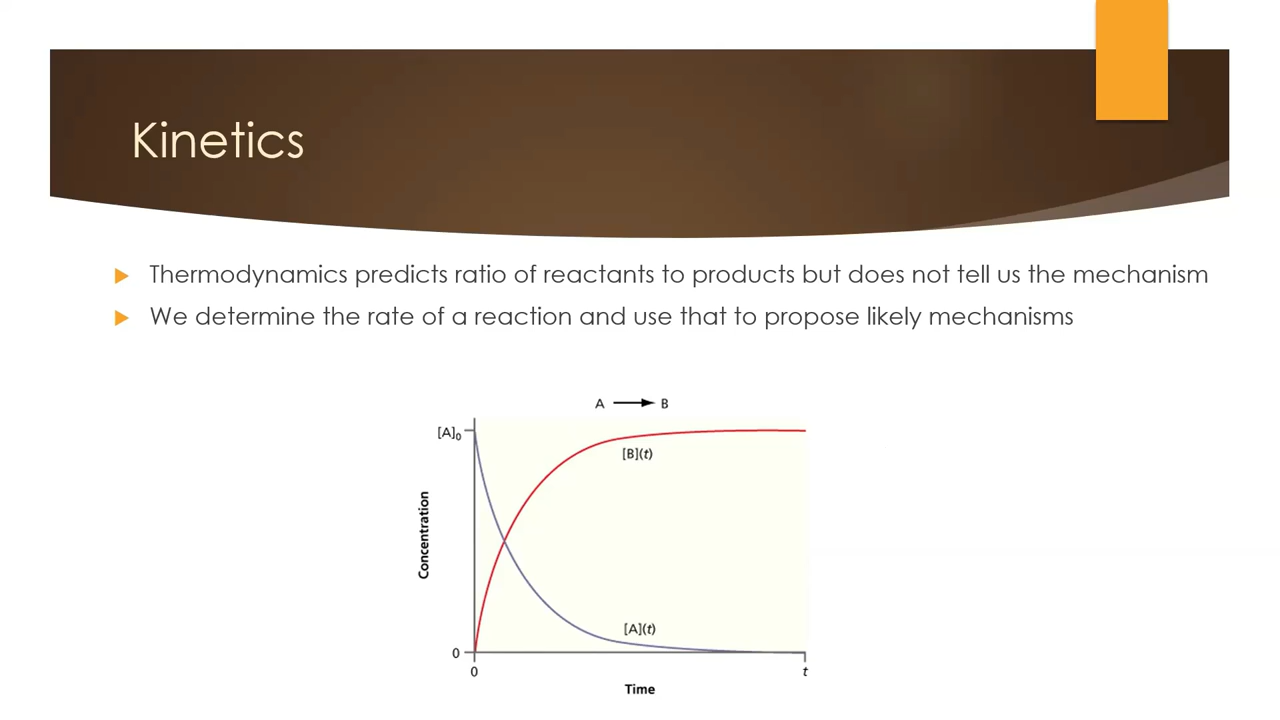 Kinetics
Thermodynamics predicts ratio of reactants to products but does not tell us the mechanism
We determine the rate of a reaction and use that to propose likely mechanisms
A → B
[A]₀
[B](t)
Concentration
[A](t)
0
0
t
Time